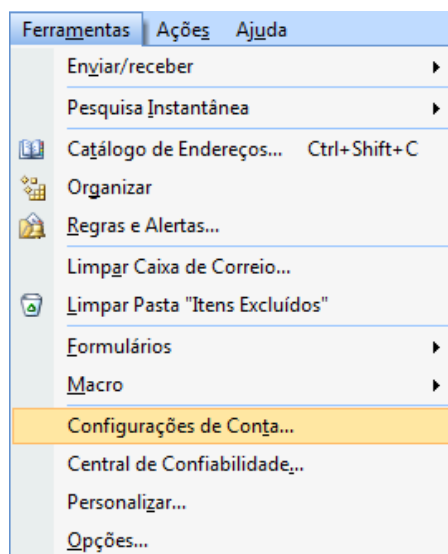 Ferramentas Ações Ajuda
Enviar/receber
Pesquisa Instantânea
Catálogo de Endereços... Ctrl+Shift+C
Organizar
Regras e Alertas...
Limpar Caixa de Correio...
Limpar Pasta "Itens Excluídos"
Formulários
Macro
Configurações de Conta...
Central de Confiabilidade...
Personalizar...
Opções...